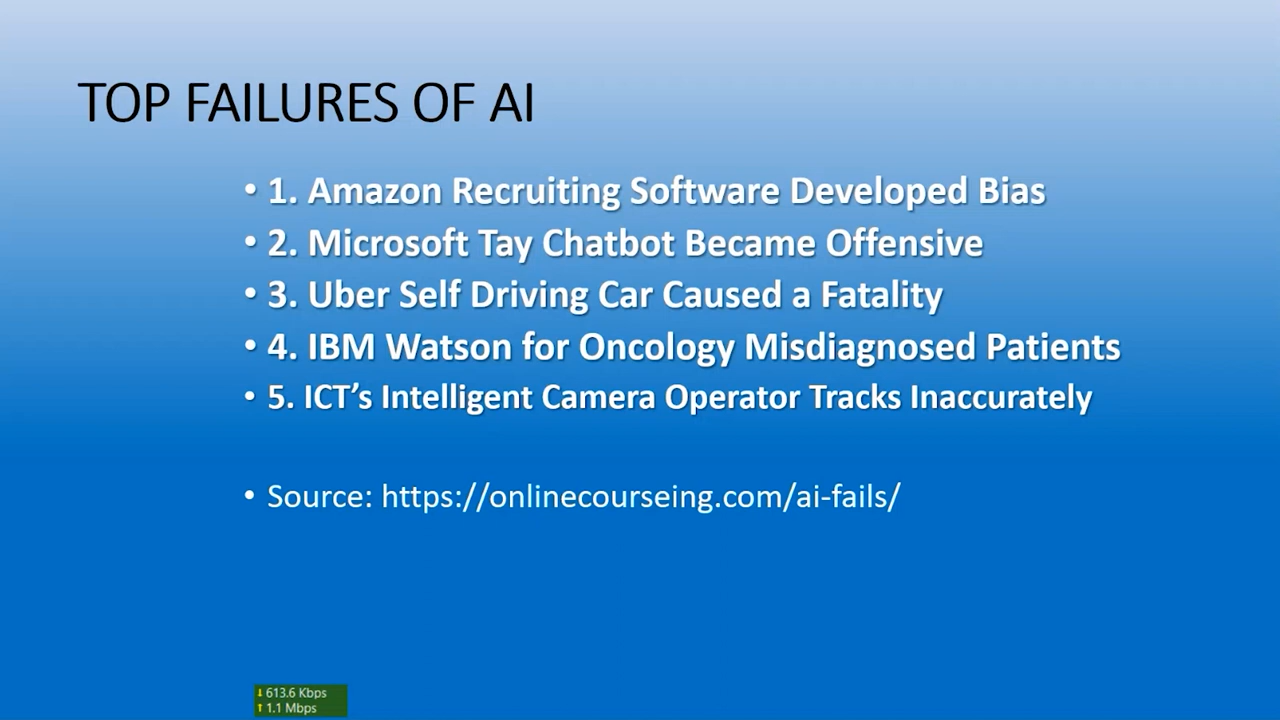 TOP FAILURES OF AI
• 1. Amazon Recruiting Software Developed Bias
• 2. Microsoft Tay Chatbot Became Offensive
• 3. Uber Self Driving Car Caused a Fatality
• 4. IBM Watson for Oncology Misdiagnosed Patients
• 5. ICT’s Intelligent Camera Operator Tracks Inaccurately
• Source: https://onlinecourseing.com/ai-fails/
↓ 613.6 Kbps
↑ 1.1 Mbps